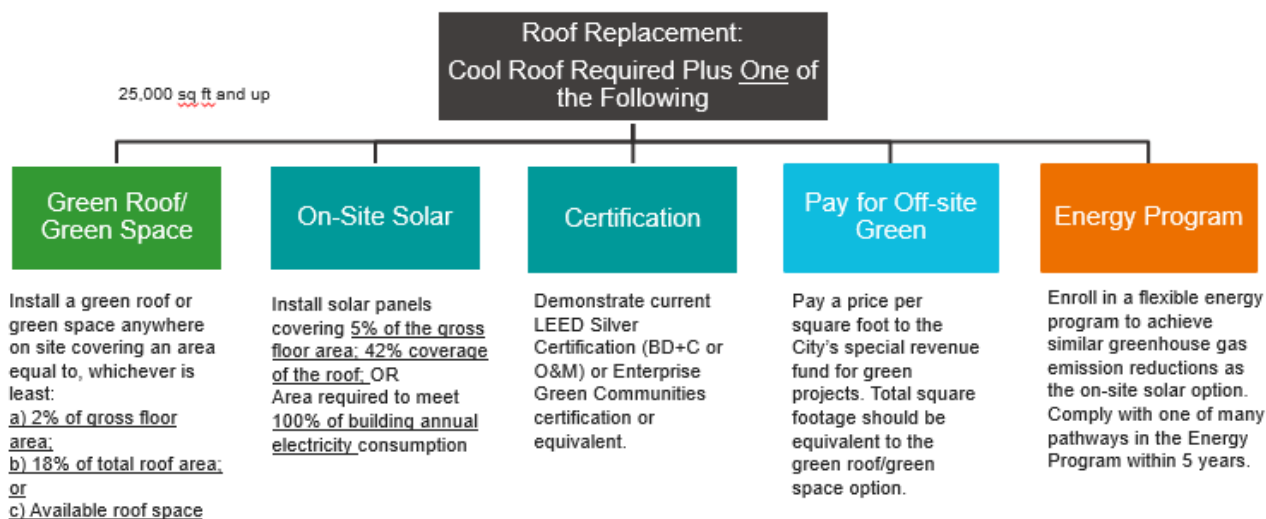 Roof Replacement:
Cool Roof Required Plus One of
the Following
25,000 sq ft and up
Green Roof/
Green Space
On-Site Solar
Certification
Pay for Off-site
Green
Energy Program
Install a green roof or
green space anywhere
on site covering an area
equal to, whichever is
least:
a) 2% of gross floor
area;
b) 18% of total roof area;
or
c) Available roof space
Install solar panels
covering 5% of the gross
floor area; 42% coverage
of the roof; OR
Area required to meet
100% of building annual
electricity consumption
Demonstrate current
LEED Silver
Certification (BD+C or
O&M) or Enterprise
Green Communities
certification or
equivalent.
Pay a price per
square foot to the
City's special revenue
fund for green
projects. Total square
footage should be
equivalent to the
green roof/green
space option.
Enroll in a flexible energy
program to achieve
similar greenhouse gas
emission reductions as
the on-site solar option.
Comply with one of many
pathways in the Energy
Program within 5 years.